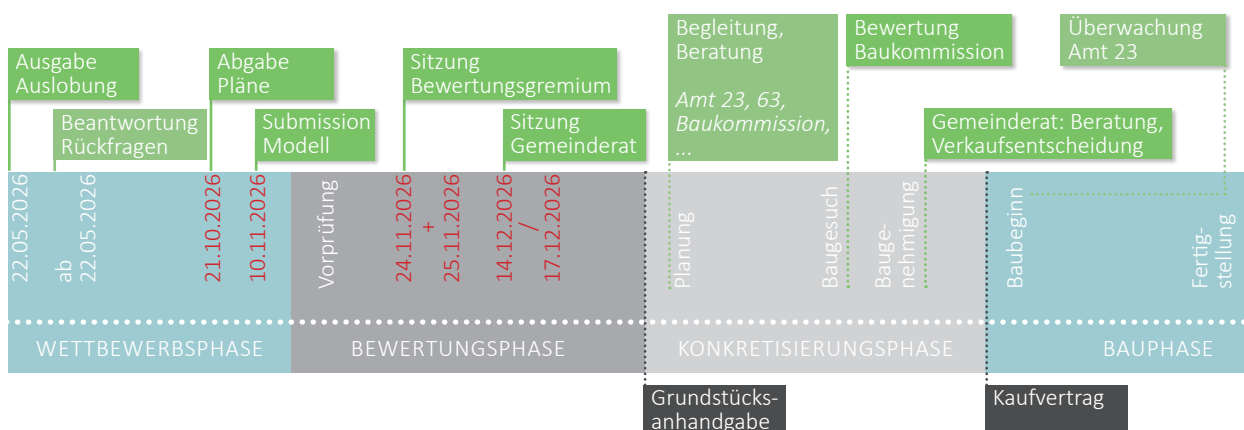 Ausgabe
Auslobung
Beantwortung
Rückfragen
Abgabe
Pläne
Submission
Modell
Sitzung
Bewertungsgremium
Sitzung
Gemeinderat
Begleitung,
Beratung
Amt 23, 63,
Baukommission,
...
Bewertung
Baukommission
Gemeinderat: Beratung,
Verkaufsentscheidung
Überwachung
Amt 23
22.05.2026
ab
22.05.2026
21.10.2026
10.11.2026
Vorprüfung
24.11.2026
+
25.11.2026
14.12.2026
/
17.12.2026
Planung
Baugesuch
Bauge-
nehmigung
Baubeginn
Fertig-
stellung
WETTBEWERBSPHASE
BEWERTUNGSPHASE
KONKRETISIERUNGSPHASE
BAUPHASE
Grundstücks-
anhandgabe
Kaufvertrag